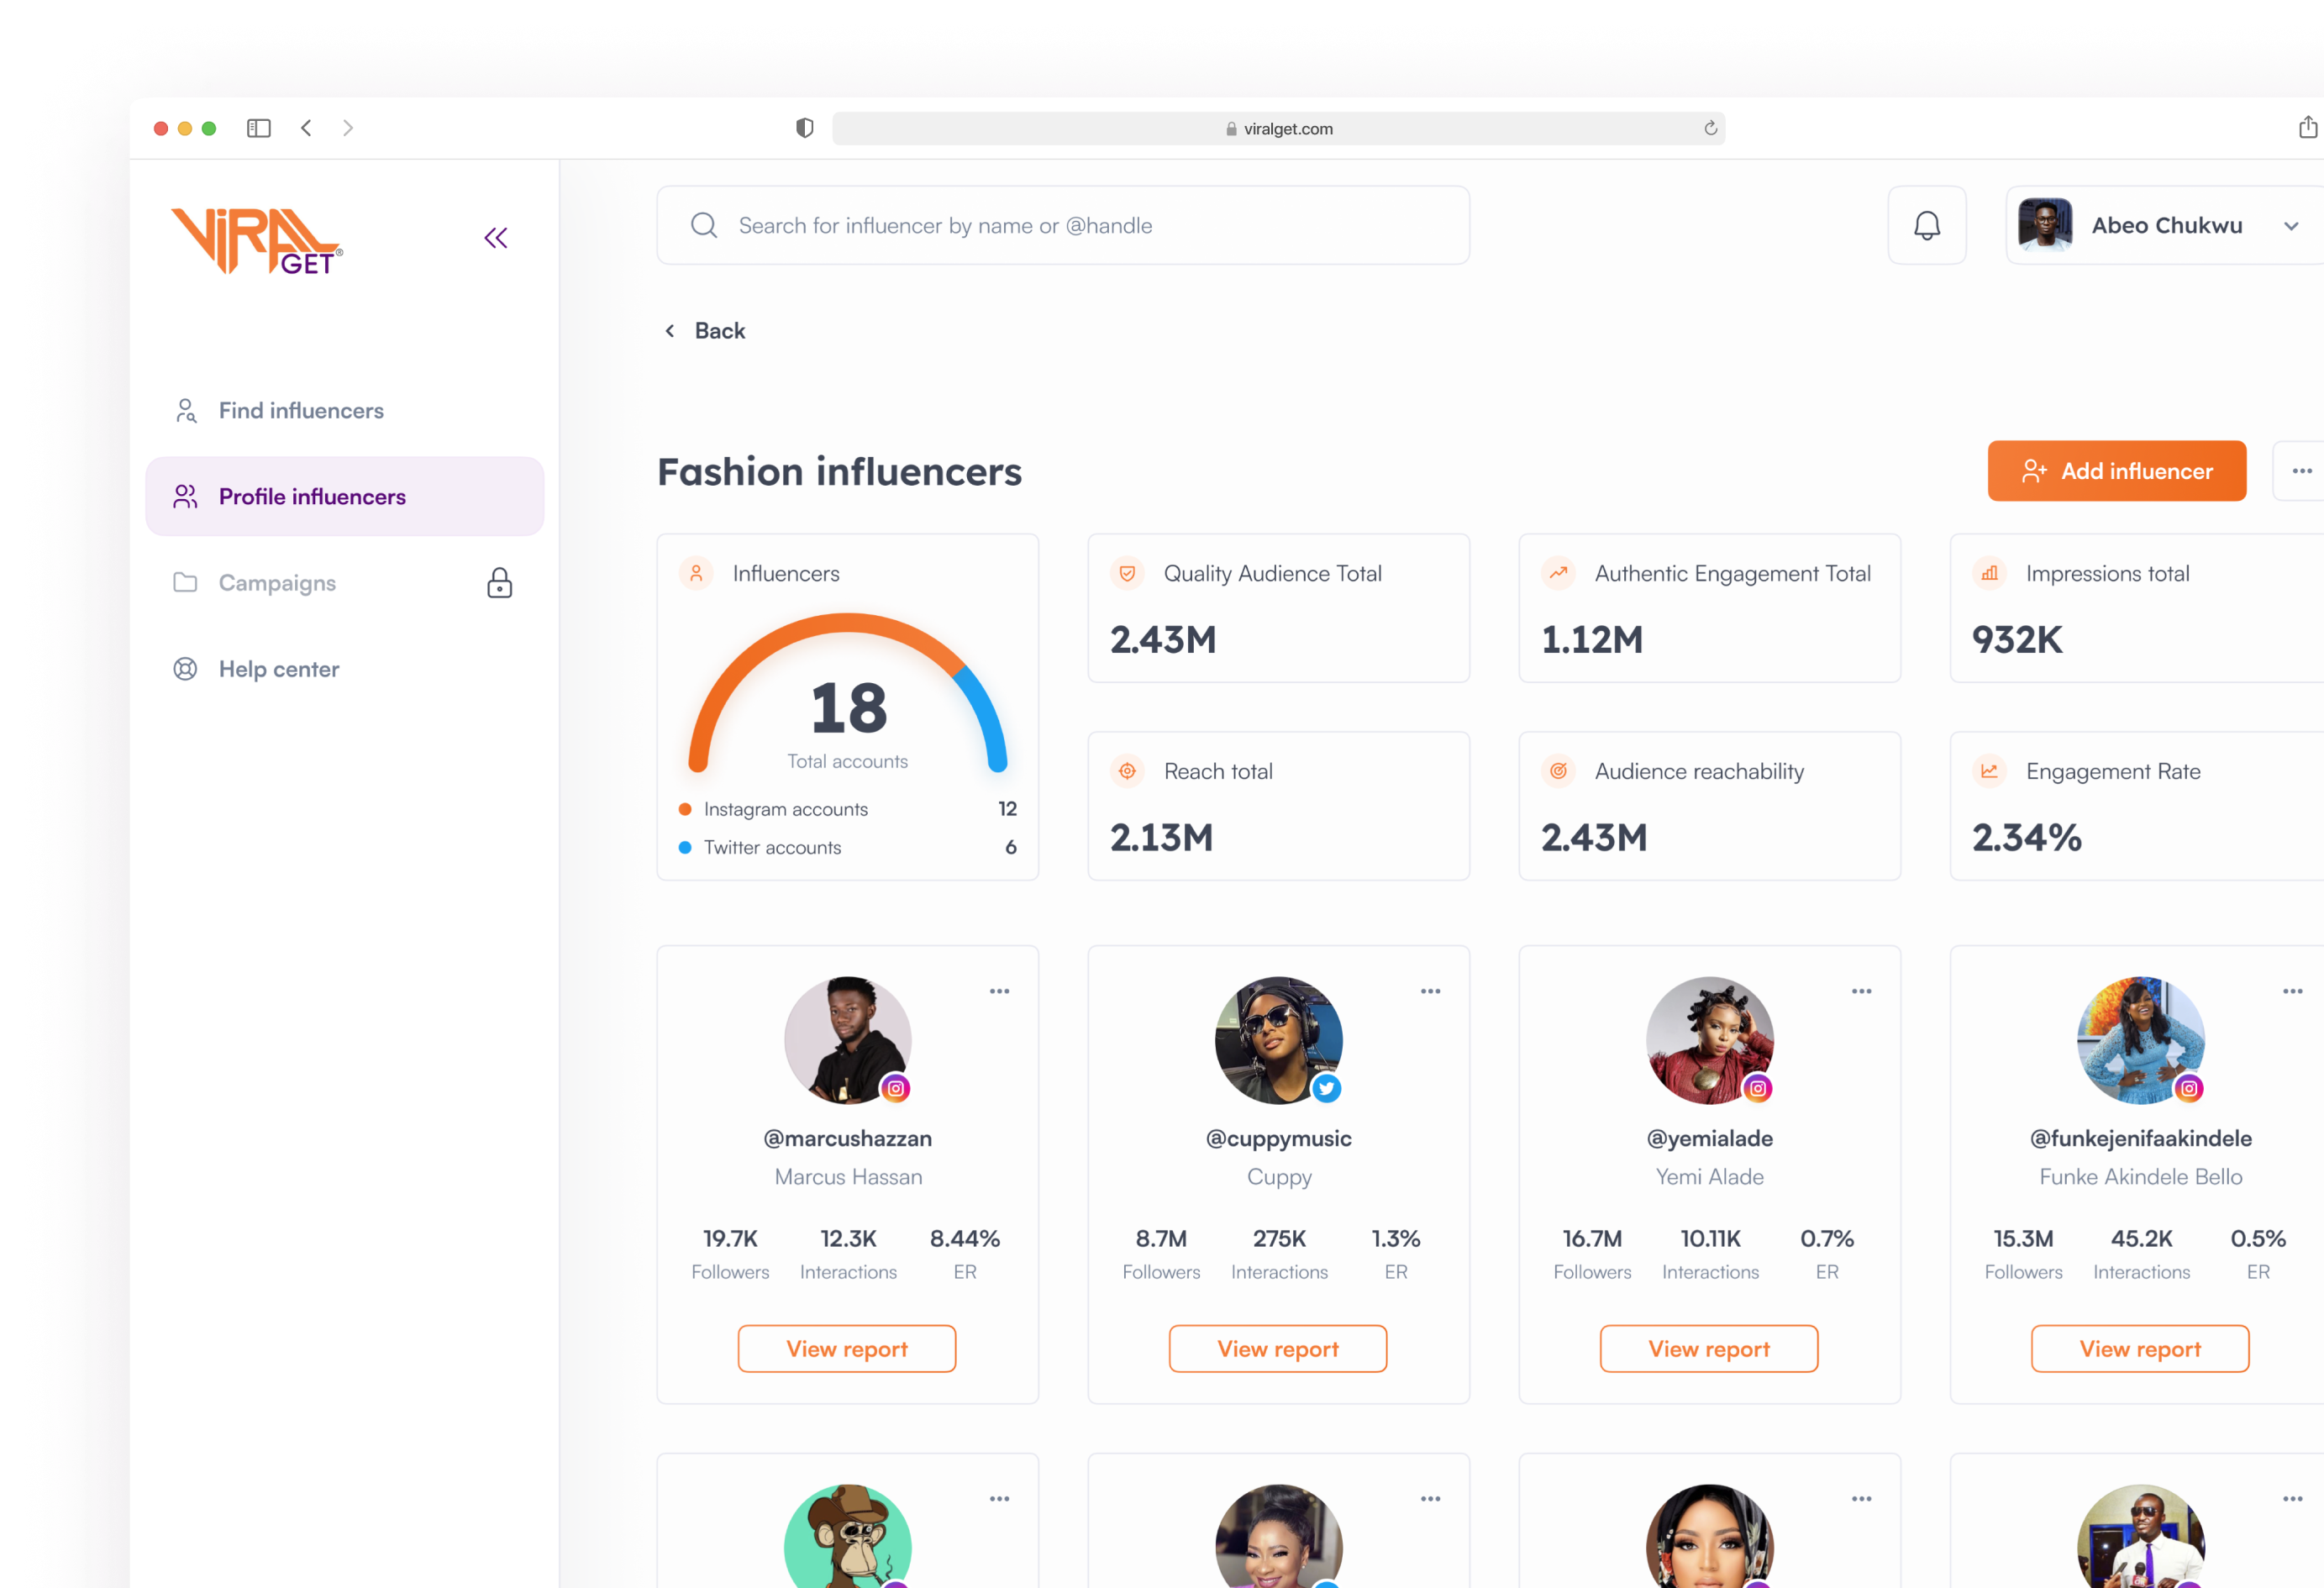 viralget.com
ViRAL
GET®
Search for influencer by name or @handle
Abeo Chukwu
Back
Find influencers
Profile influencers
Campaigns
Help center
Fashion influencers
Add influencer
Influencers
18
Total accounts
Instagram accounts 12
Twitter accounts 6
Quality Audience Total
2.43M
Authentic Engagement Total
1.12M
Impressions total
932K
Reach total
2.13M
Audience reachability
2.43M
Engagement Rate
2.34%
@marcushazzan
Marcus Hassan
19.7K 12.3K 8.44%
Followers Interactions ER
View report
@cuppymusic
Cuppy
8.7M 275K 1.3%
Followers Interactions ER
View report
@yemialade
Yemi Alade
16.7M 10.11K 0.7%
Followers Interactions ER
View report
@funkejenifaakindele
Funke Akindele Bello
15.3M 45.2K 0.5%
Followers Interactions ER
View report